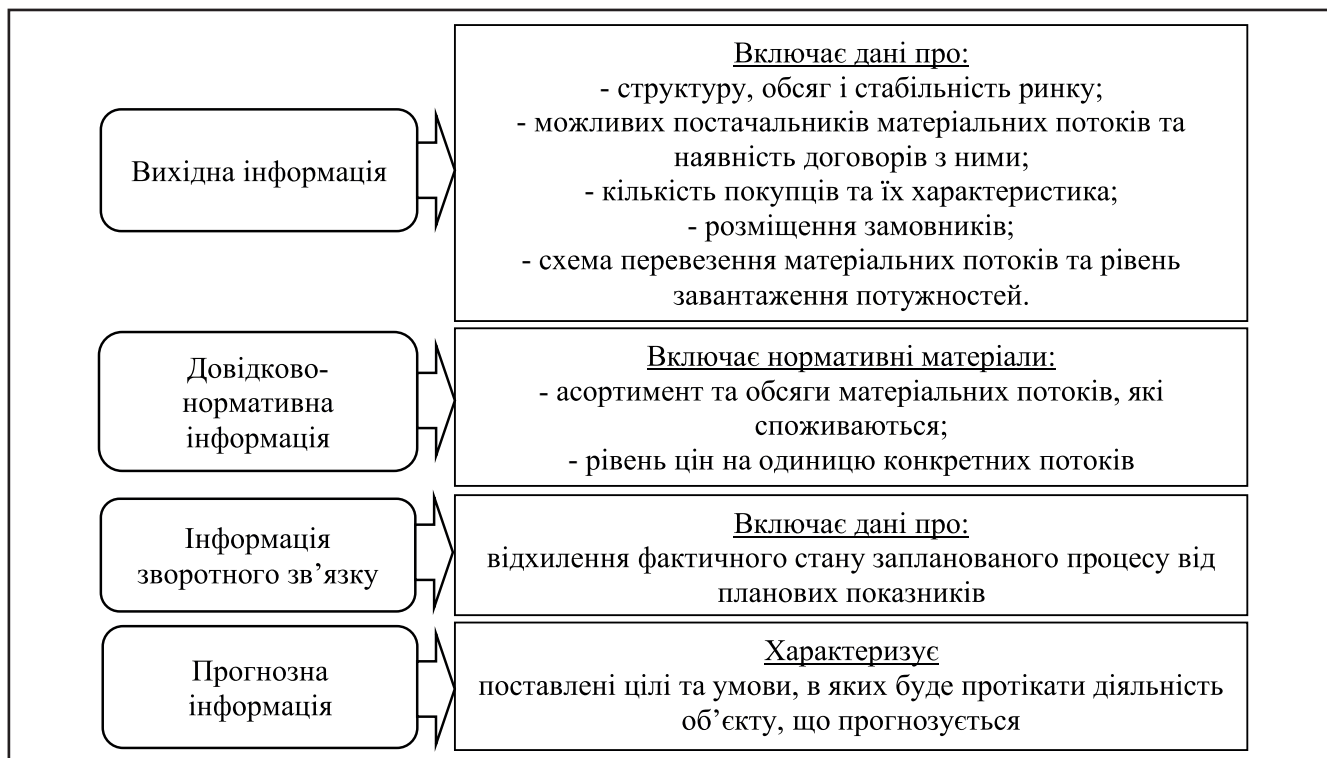 Вихідна інформація
Включає дані про:
- структуру, обсяг і стабільність ринку;
- можливих постачальників матеріальних потоків та
наявність договорів з ними;
- кількість покупців та їх характеристика;
- розміщення замовників;
- схема перевезення матеріальних потоків та рівень
завантаження потужностей.
Довідково-
нормативна
інформація
Включає нормативні матеріали:
- асортимент та обсяги матеріальних потоків, які
споживаються;
- рівень цін на одиницю конкретних потоків
Інформація
зворотного зв’язку
Включає дані про:
відхилення фактичного стану запланованого процесу від
планових показників
Прогнозна
інформація
Характеризує
поставлені цілі та умови, в яких буде протікати діяльність
об’єкту, що прогнозується